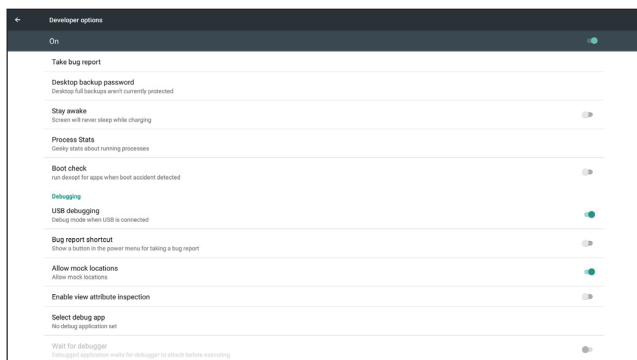 Developer options
On
Take bug report
Desktop backup password
Desktop full backups aren't currently protected
Stay awake
Screen will never sleep while charging
Process Stats
Geeky stats about running processes
Boot check
run dexopt for apps when boot accident detected
Debugging
USB debugging
Debug mode when USB is connected
Bug report shortcut
Show a button in the power menu for taking a bug report
Allow mock locations
Allow mock locations
Enable view attribute inspection
Select debug app
No debug application set
Wait for debugger
Debugged application waits for debugger to attach before executing